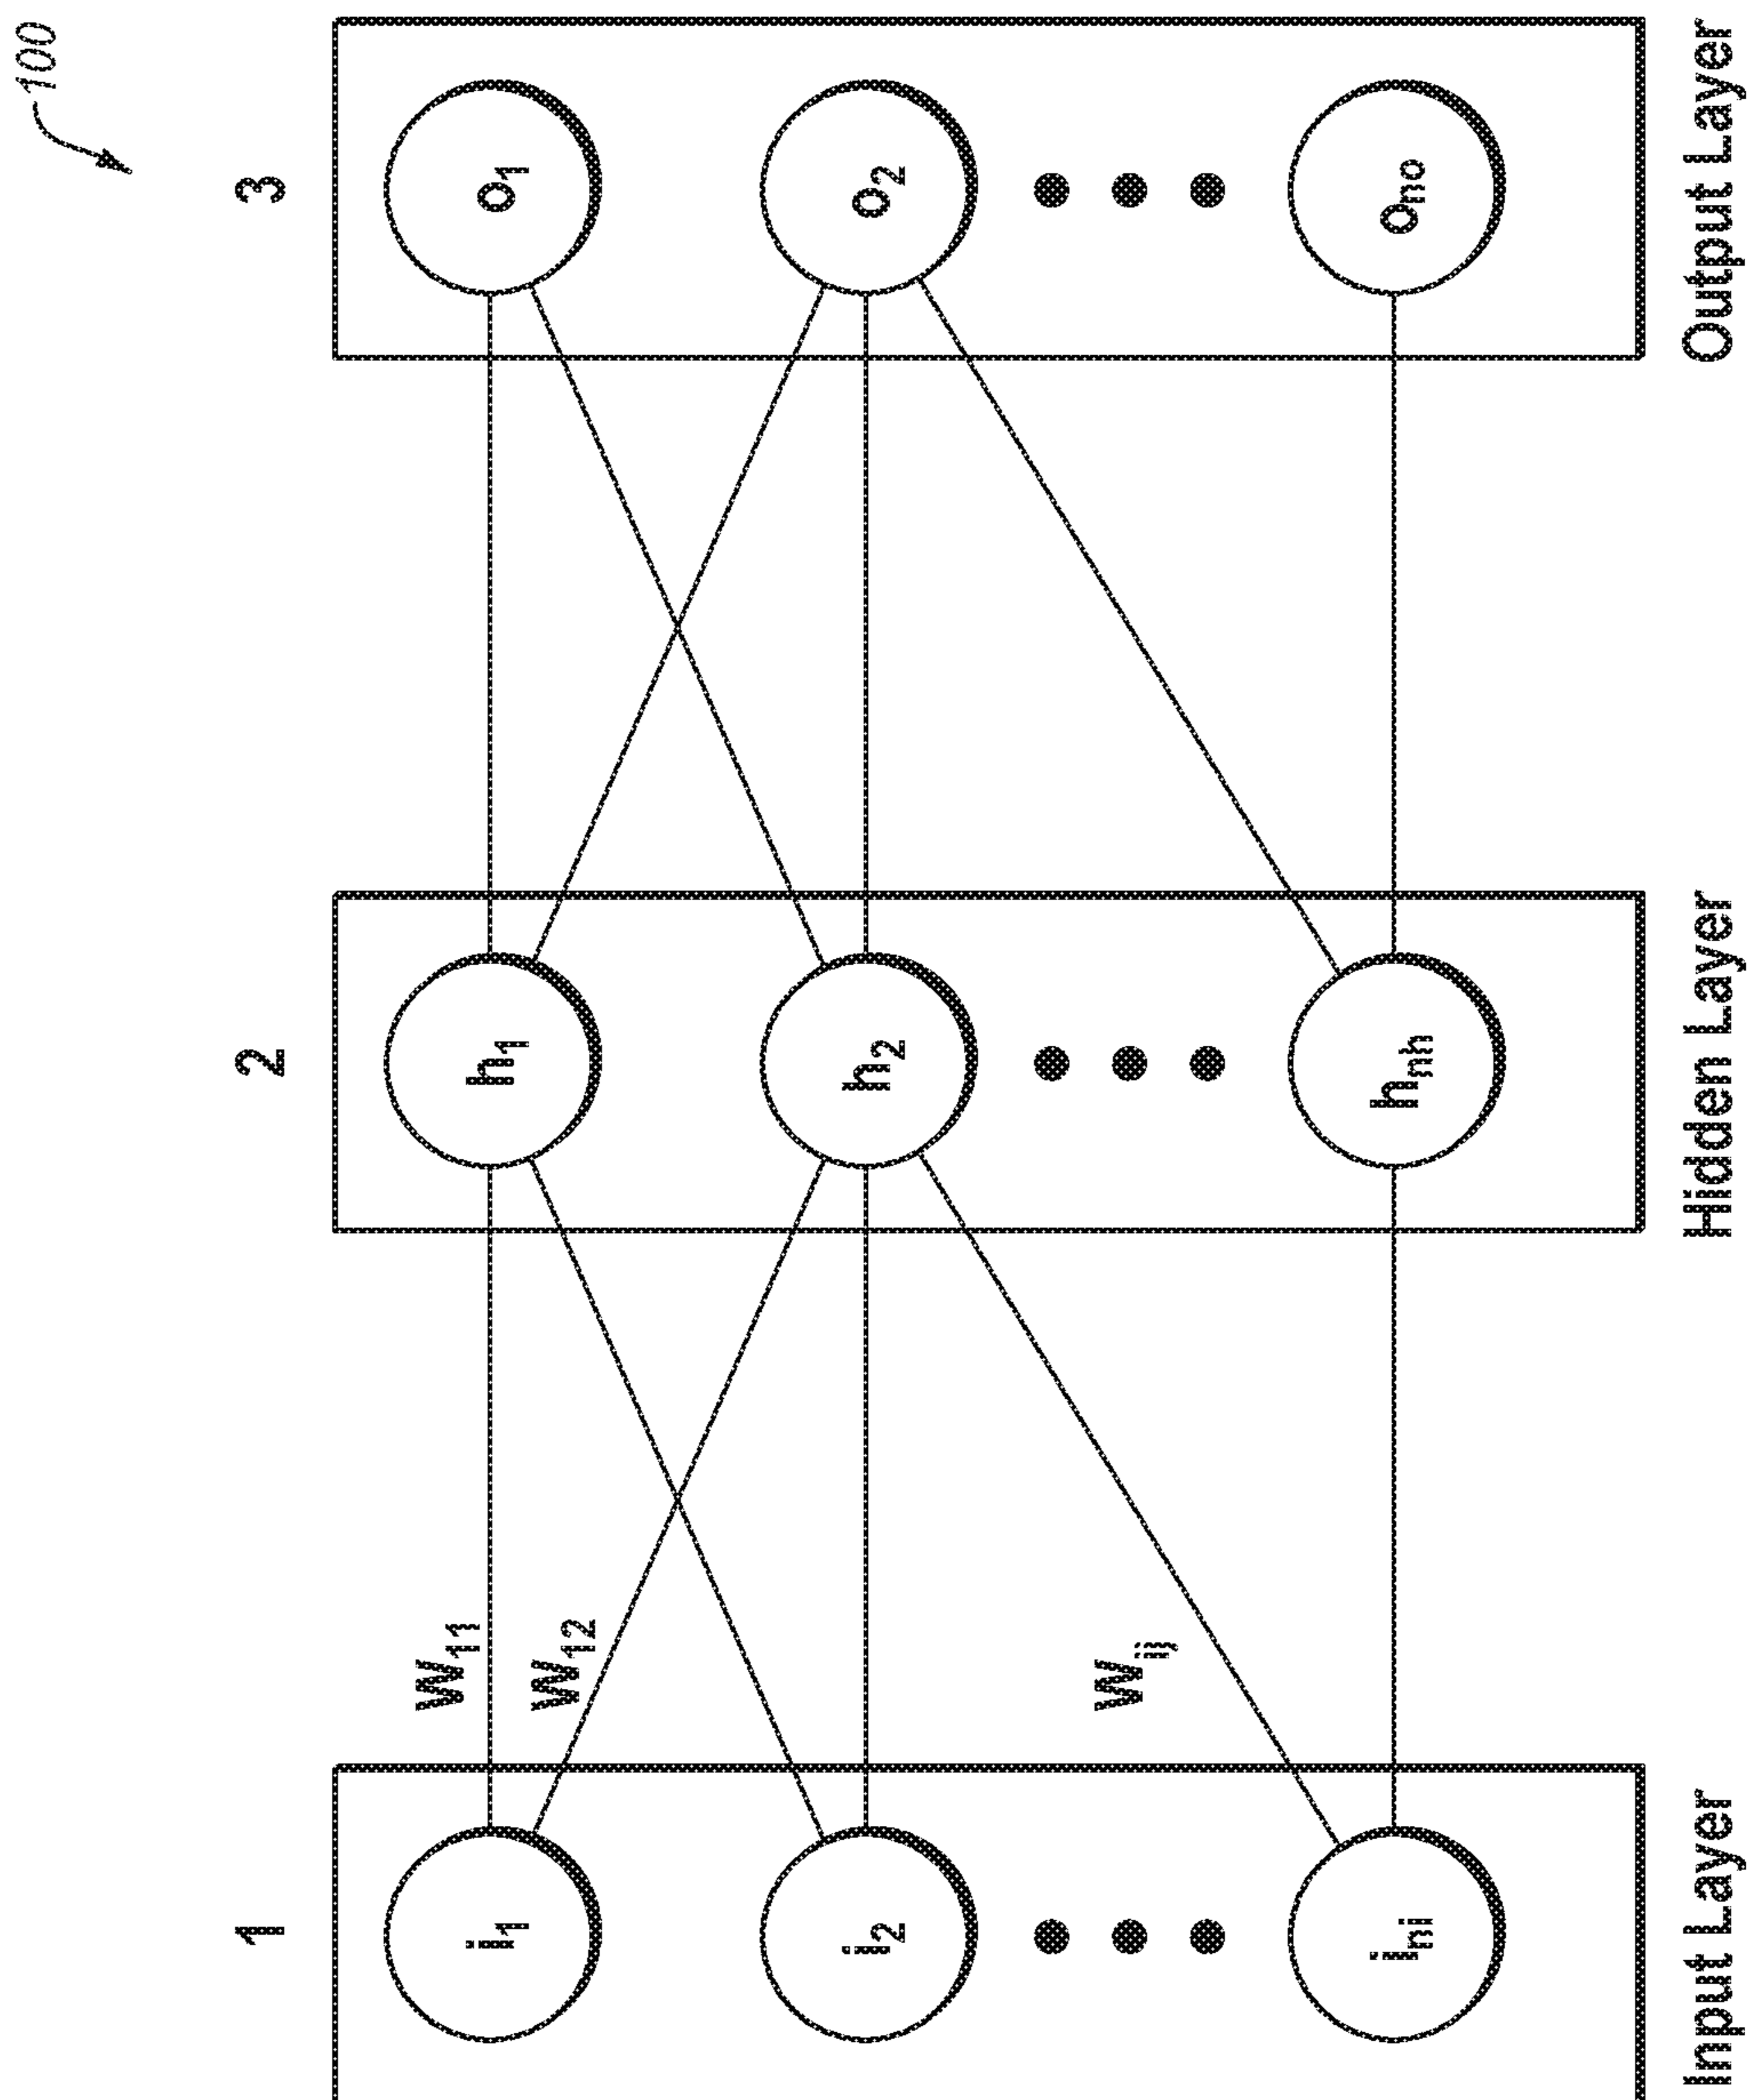 100
1
2
3
i1
h1
o1
W11
W12
i2
h2
o2
Wij
ini
hnh
ono
Input Layer
Hidden Layer
Output Layer